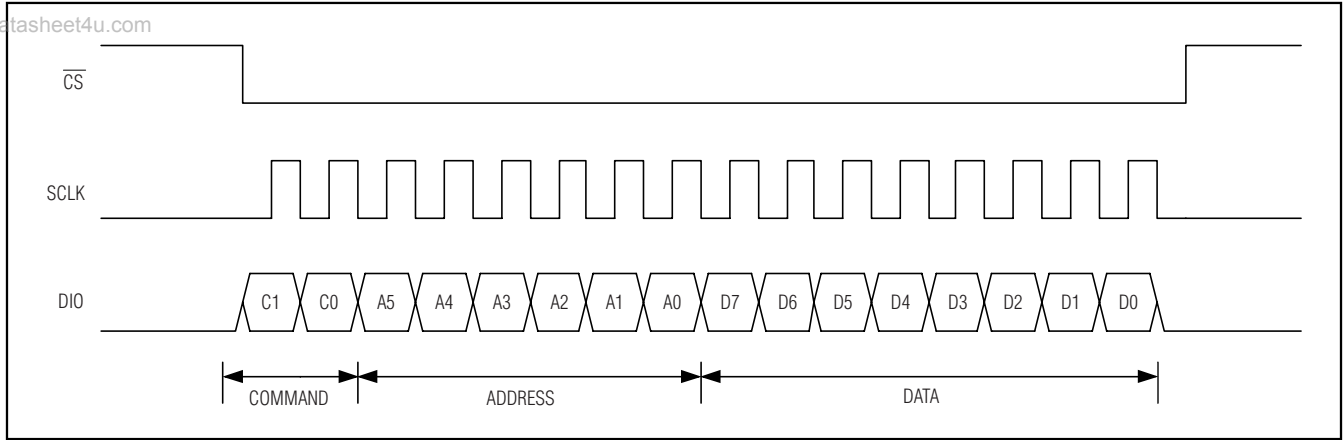 atasheet4u.com
CS
SCLK
DIO C1 C0 A5 A4 A3 A2 A1 A0 D7 D6 D5 D4 D3 D2 D1 D0
COMMAND ADDRESS DATA